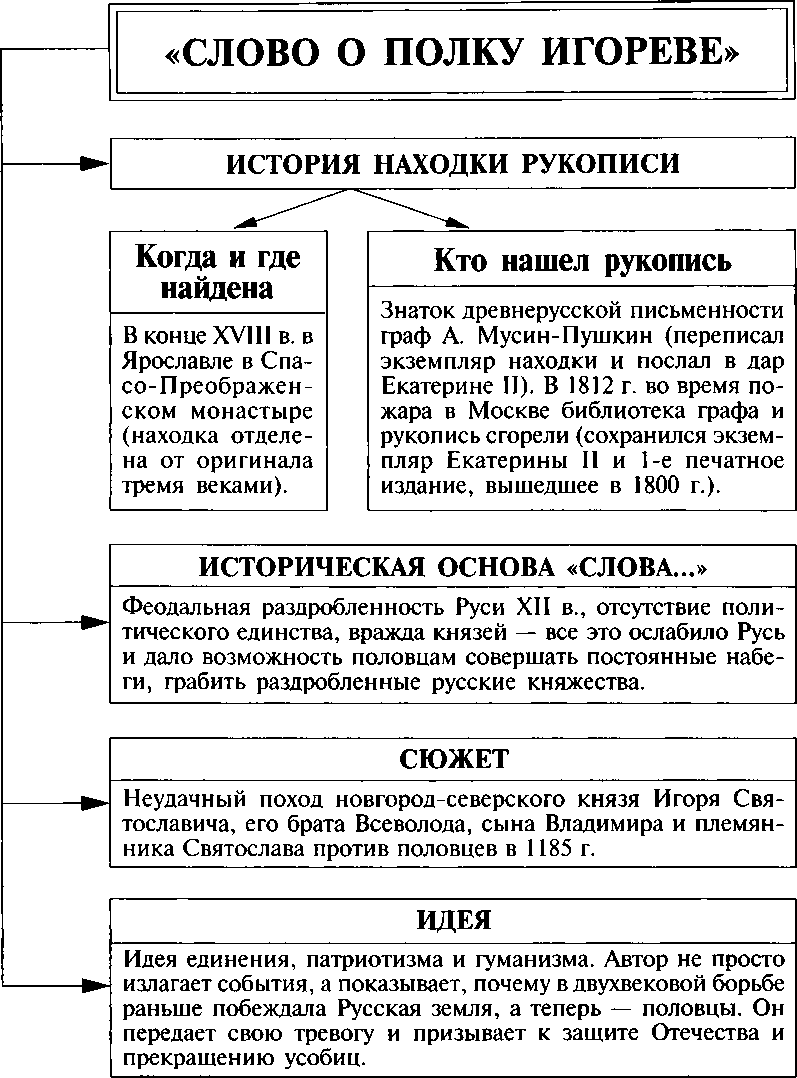 «СЛОВО О ПОЛКУ ИГОРЕВЕ»
ИСТОРИЯ НАХОДКИ РУКОПИСИ
Когда и где
найдена
В конце XVIII в. в
Ярославле в Спа-
со-Преображен-
ском монастыре
(находка отделе-
на от оригинала
тремя веками).
Кто нашел рукопись
Знаток древнерусской письменности
граф А. Мусин-Пушкин (переписал
экземпляр находки и послал в дар
Екатерине II). В 1812 г. во время по-
жара в Москве библиотека графа и
рукопись сгорели (сохранился экзем-
пляр Екатерины II и 1-е печатное
издание, вышедшее в 1800 г.).
ИСТОРИЧЕСКАЯ ОСНОВА «СЛОВА...»
Феодальная раздробленность Руси XII в., отсутствие поли-
тического единства, вражда князей — все это ослабило Русь
и дало возможность половцам совершать постоянные набе-
ги, грабить раздробленные русские княжества.
СЮЖЕТ
Неудачный поход новгород-северского князя Игоря Свя-
тославича, его брата Всеволода, сына Владимира и племян-
ника Святослава против половцев в 1185 г.
ИДЕЯ
Идея единения, патриотизма и гуманизма. Автор не просто
излагает события, а показывает, почему в двухвековой борьбе
раньше побеждала Русская земля, а теперь — половцы. Он
передает свою тревогу и призывает к защите Отечества и
прекращению усобиц.